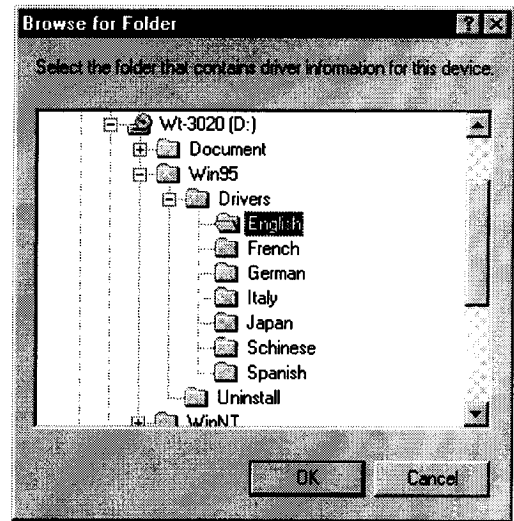 Browse for Folder
Select the folder that contains driver information for this device.
Wt-3020 (D:)
Document
Win95
Drivers
English
French
German
Italy
Japan
Schinese
Spanish
Uninstall
WinNT
OK
Cancel